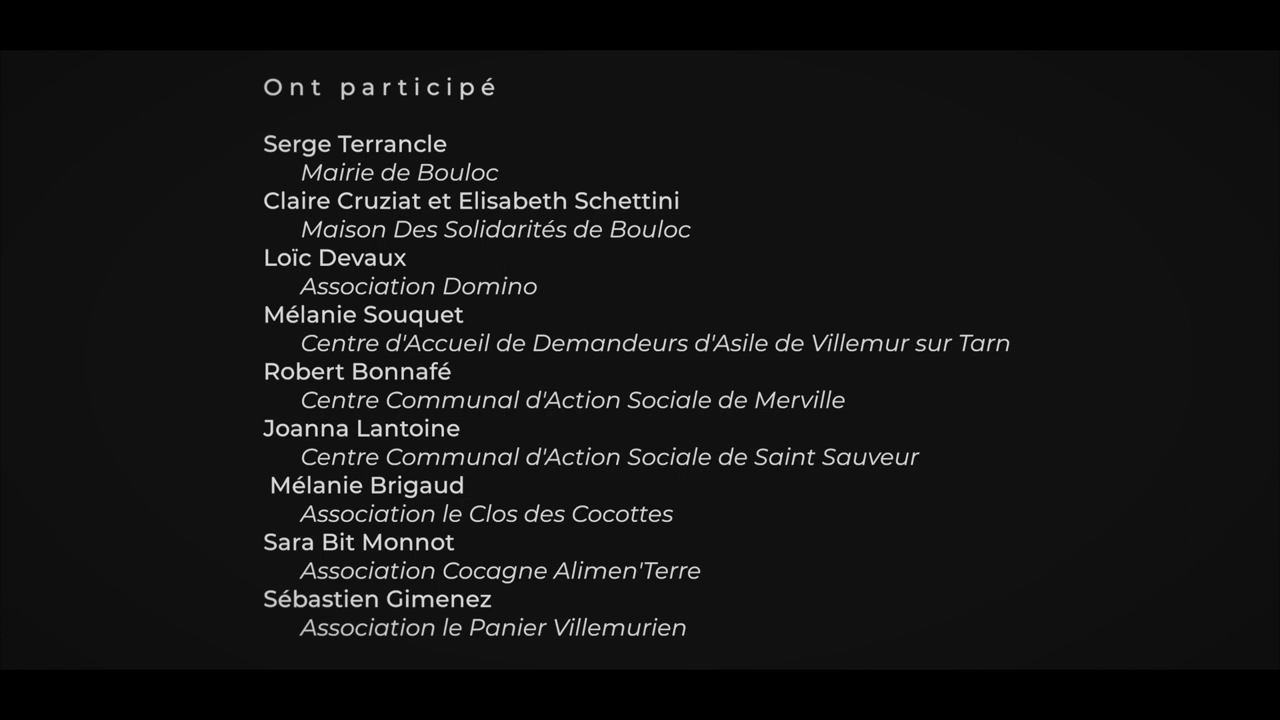 Ont participé
Serge Terrancle
Mairie de Bouloc
Claire Cruziat et Elisabeth Schettini
Maison Des Solidarités de Bouloc
Loïc Devaux
Association Domino
Mélanie Souquet
Centre d'Accueil de Demandeurs d'Asile de Villemur sur Tarn
Robert Bonnafé
Centre Communal d'Action Sociale de Merville
Joanna Lantoine
Centre Communal d'Action Sociale de Saint Sauveur
Mélanie Brigaud
Association le Clos des Cocottes
Sara Bit Monnot
Association Cocagne Alimen'Terre
Sébastien Gimenez
Association le Panier Villemurien